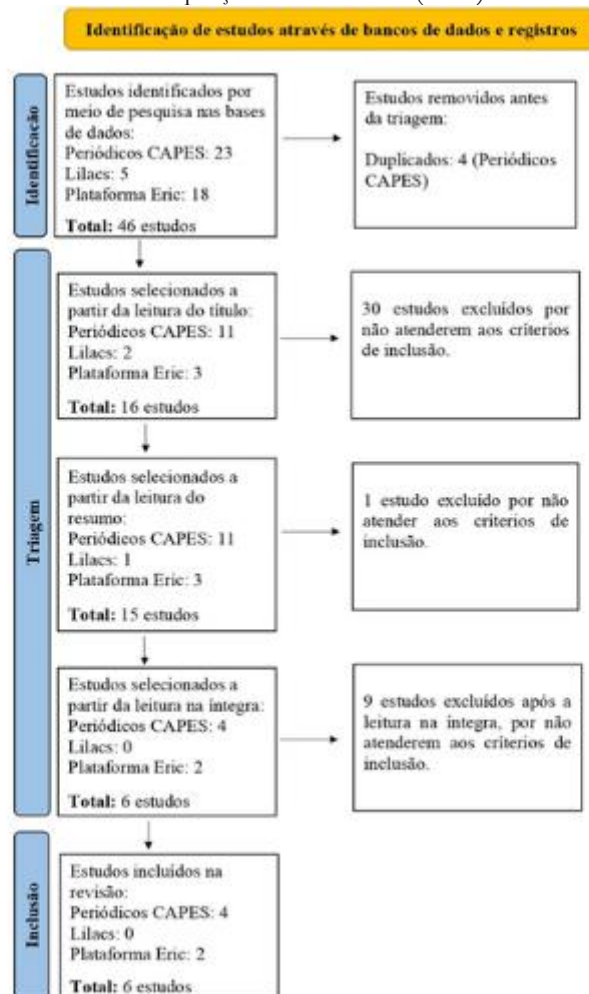 Identificação de estudos através de bancos de dados e registros
Identificação
Estudos identificados por
meio de pesquisa nas bases
de dados:
Periódicos CAPES: 23
Lilacs: 5
Plataforma Eric: 18
Total: 46 estudos
Estudos removidos antes
da triagem:
Duplicados: 4 (Periódicos
CAPES)
Triagem
Estudos selecionados a
partir da leitura do título:
Periódicos CAPES: 11
Lilacs: 2
Plataforma Eric: 3
Total: 16 estudos
30 estudos excluídos por
não atenderem aos criterios
de inclusão.
Estudos selecionados a
partir da leitura do
resumo:
Periódicos CAPES: 11
Lilacs: 1
Plataforma Eric: 3
Total: 15 estudos
1 estudo excluído por não
atender aos criterios de
inclusão.
Estudos selecionados a
partir da leitura na íntegra:
Periódicos CAPES: 4
Lilacs: 0
Plataforma Eric: 2
Total: 6 estudos
9 estudos excluídos após a
leitura na íntegra, por não
atenderem aos criterios de
inclusão.
Inclusão
Estudos incluídos na
revisão:
Periódicos CAPES: 4
Lilacs: 0
Plataforma Eric: 2
Total: 6 estudos